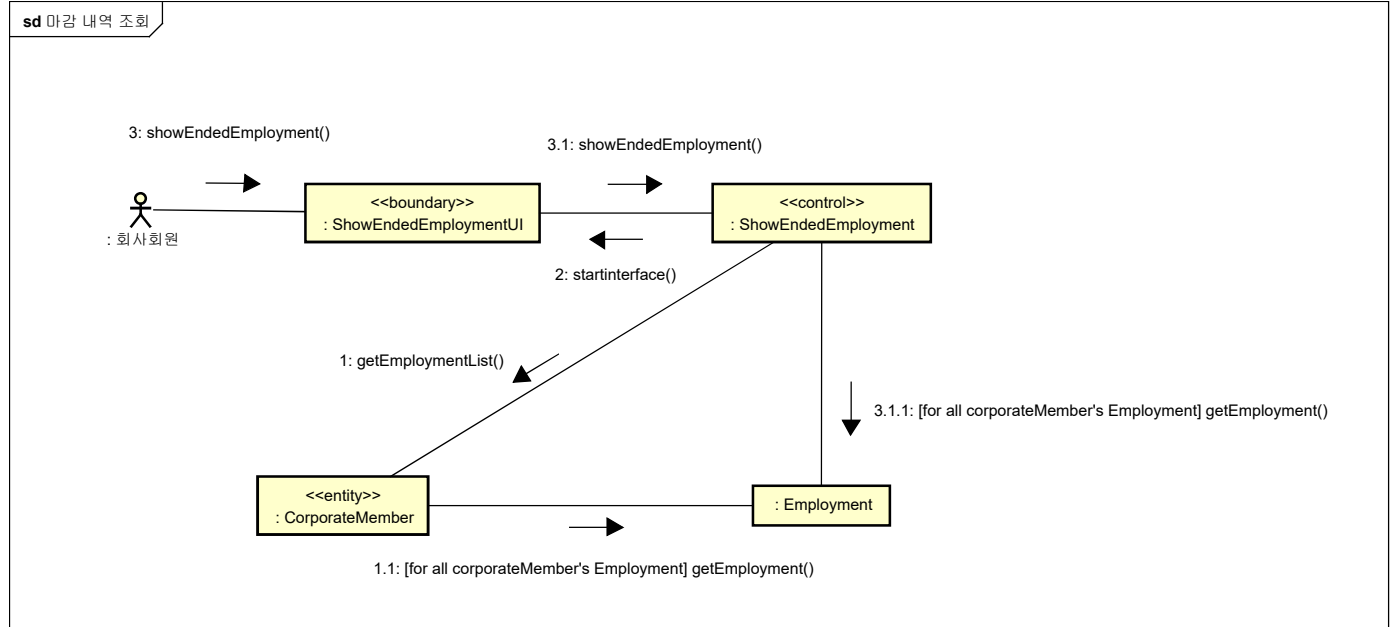 sd 마감 내역 조회
3: showEndedEmployment()
3.1: showEndedEmployment()
<<boundary>>
: ShowEndedEmploymentUI
<<control>>
: ShowEndedEmployment
: 회사회원
2: startinterface()
1: getEmploymentList()
3.1.1: [for all corporateMember's Employment] getEmployment()
<<entity>>
: CorporateMember
: Employment
1.1: [for all corporateMember's Employment] getEmployment()